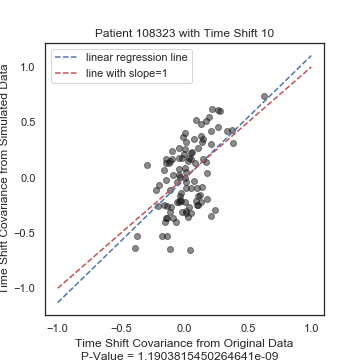 Patient 108323 with Time Shift 10
linear regression line
line with slope=1
Time Shift Covariance from Simulated Data
1.0
0.5
0.0
−0.5
−1.0
−1.0 −0.5 0.0 0.5 1.0
Time Shift Covariance from Original Data
P-Value = 1.1903815450264641e-09